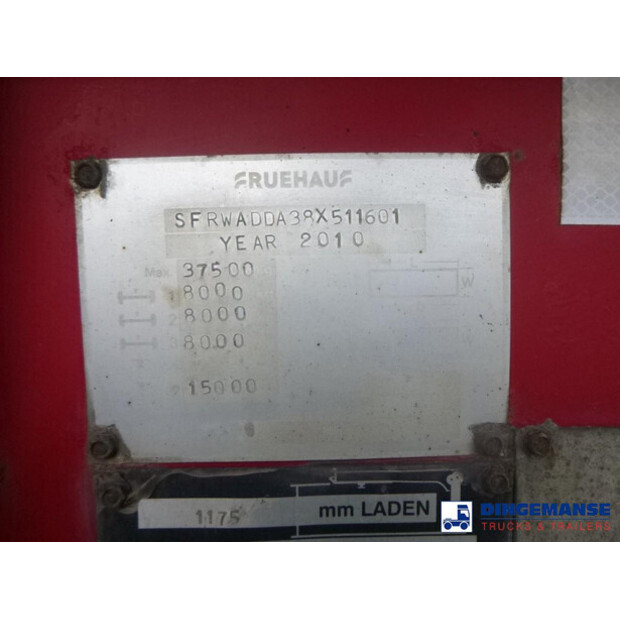 FRUEHAUF
SFRWADDA38X511601
YEAR 2010
Max. 37500
1 8000
2 8000
3 8000
15000
W
1175 mm LADEN
DINGEMANSE
TRUCKS & TRAILERS